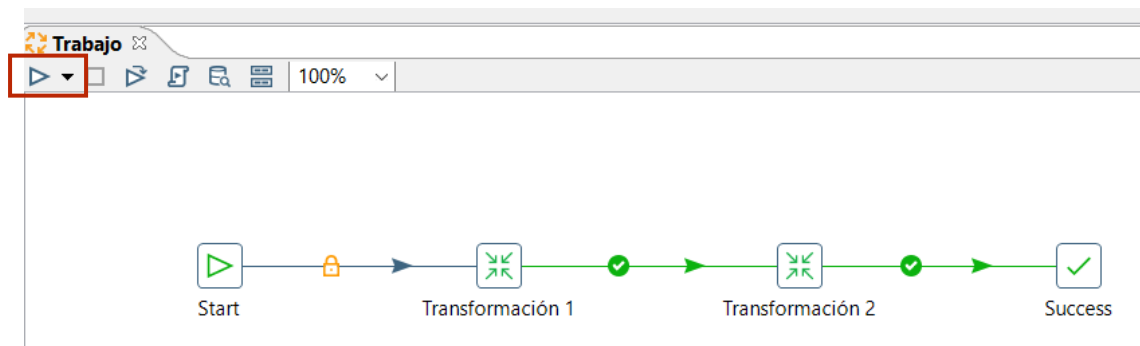 Trabajo
100%
Start
Transformación 1
Transformación 2
Success